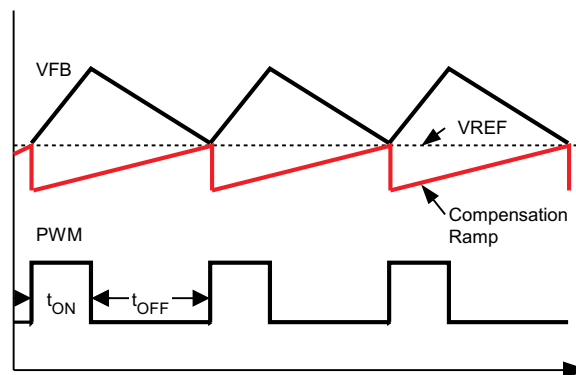 VFB
VREF
Compensation
Ramp
PWM
tON
tOFF